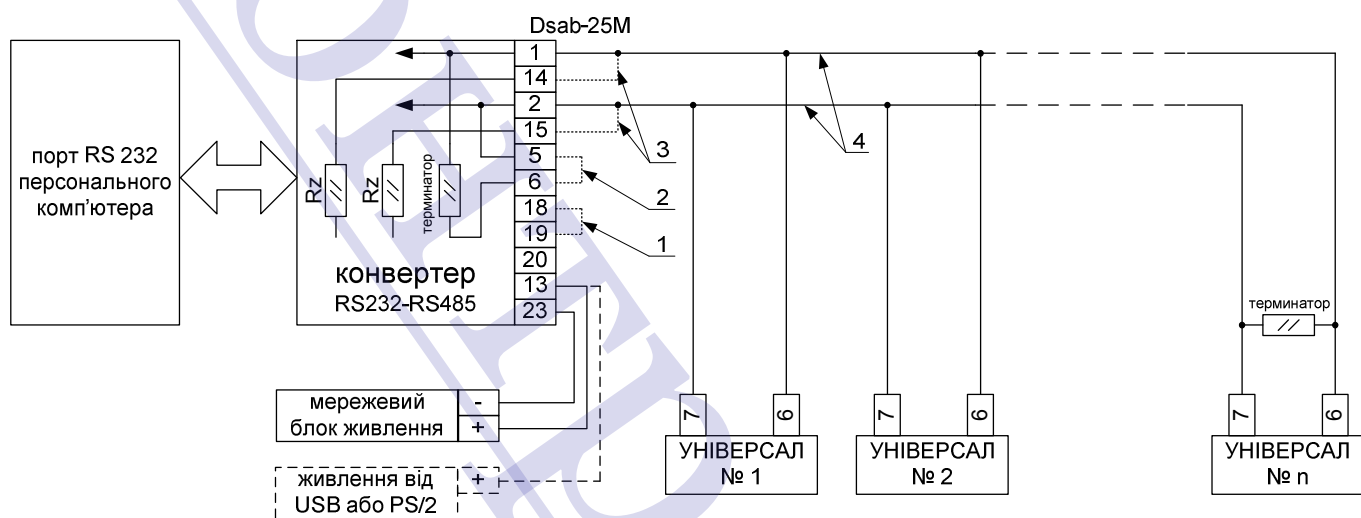 Dsab-25M
порт RS 232
персонального
комп'ютера
Rz
Rz
терминатор
конвертер
RS232-RS485
1
14
2
15
5
6
18
19
20
13
23
3
4
2
1
терминатор
мережевий
блок живлення
-
+
живлення від
USB або PS/2
+
7
6
УНІВЕРСАЛ
№ 1
7
6
УНІВЕРСАЛ
№ 2
7
6
УНІВЕРСАЛ
№ n